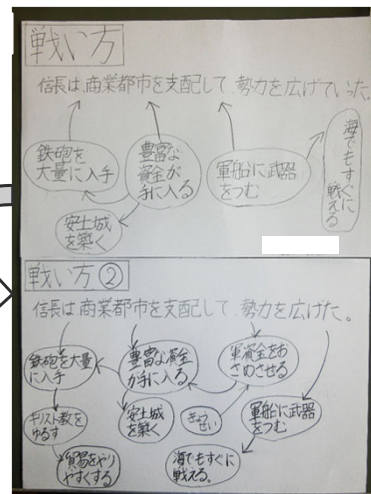 戦い方
信長は、商業都市を支配して、勢力を広げていった。
鉄砲を
大量に入手
豊富な
資金が
手に入る
軍船に武器
をつむ
海でもすぐに
戦える
安土城
を築く
戦い方②
信長は、商業都市を支配して、勢力を広げた。
鉄砲を大量
に入手
豊富な資金
が手に入る
軍資金をお
さめさせる
キリスト教を
ゆるす
安土城
を築く
きょう
せい
軍船に武器
をつむ
貿易をやり
やすくする
海でもすぐに
戦える。